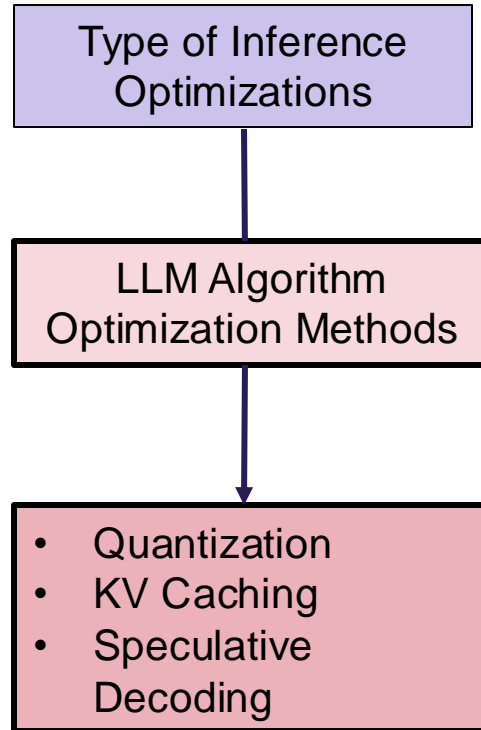 Type of Inference
Optimizations
LLM Algorithm
Optimization Methods
• Quantization
• KV Caching
• Speculative
Decoding